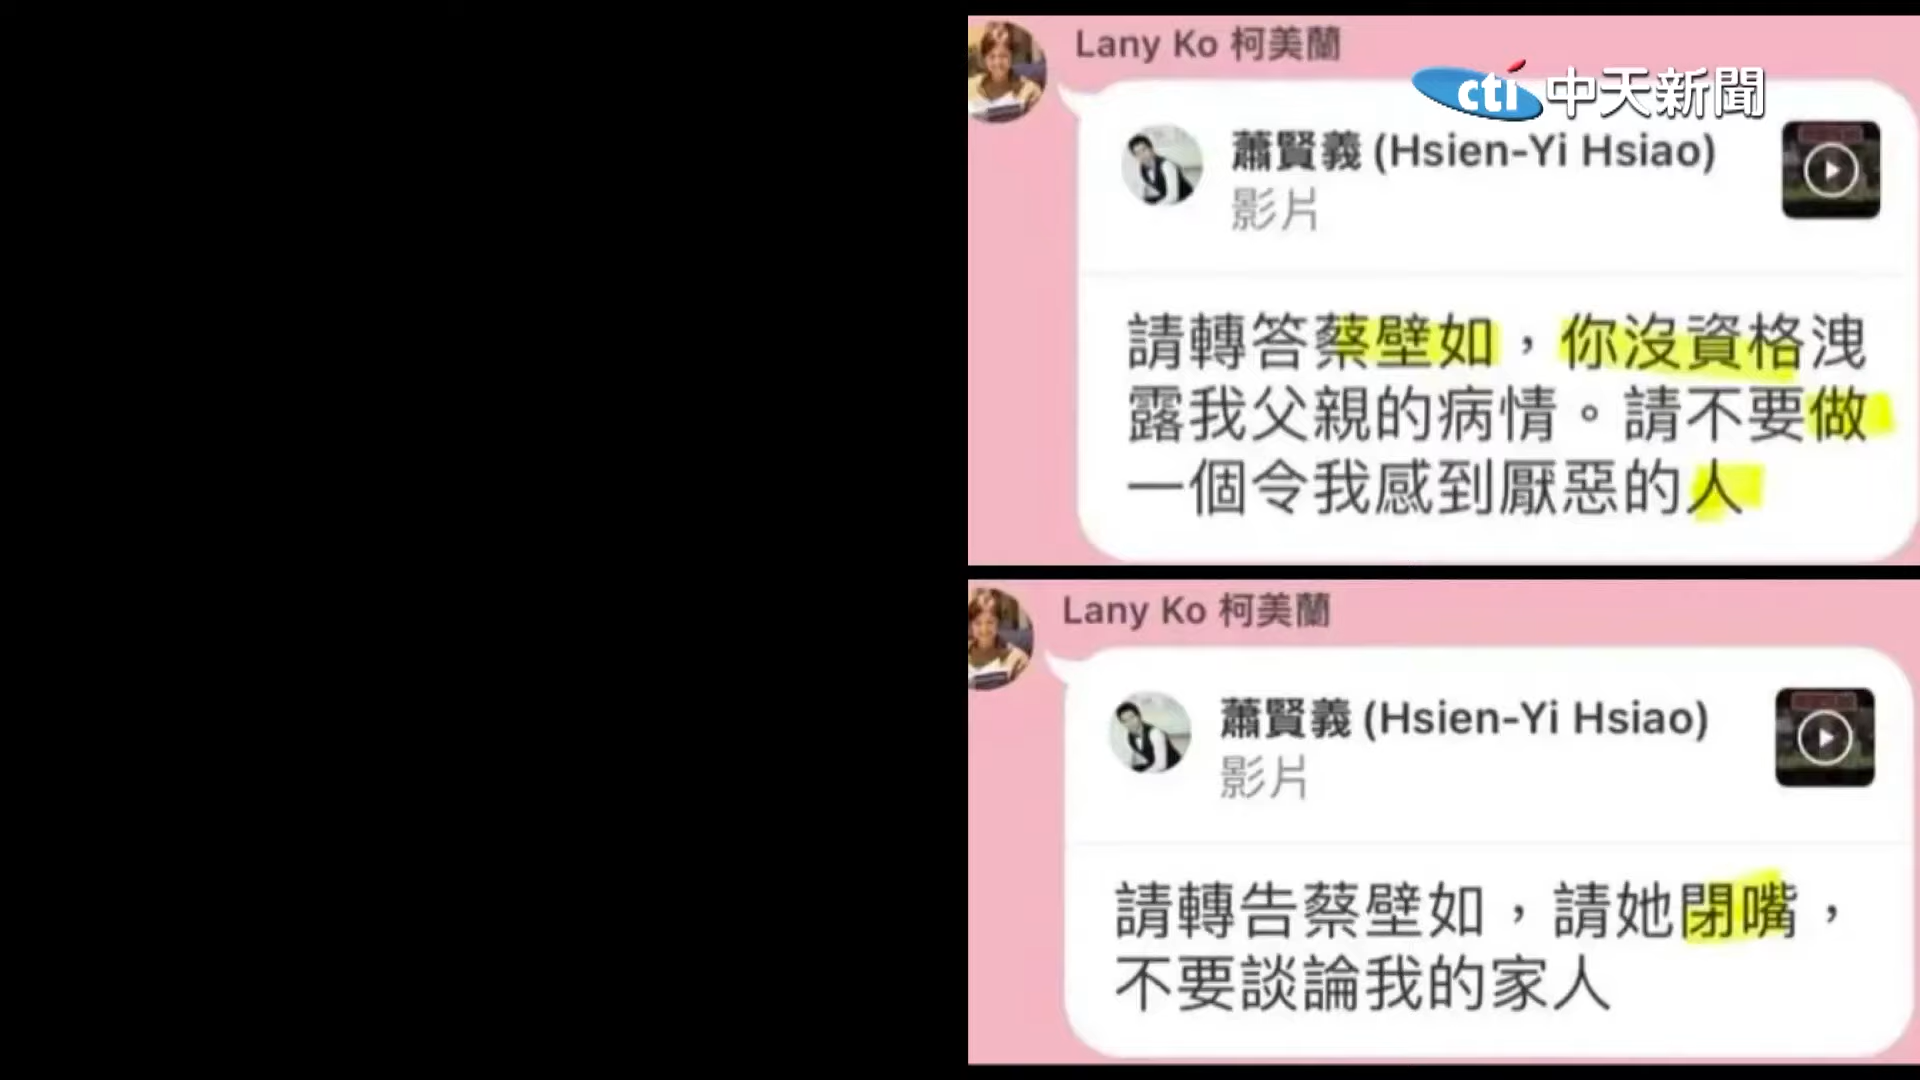 Lany Ko 柯美蘭
cti 中天新聞
蕭賢義 (Hsien-Yi Hsiao)
影片
請轉答蔡壁如，你沒資格洩
露我父親的病情。請不要做
一個令我感到厭惡的人
Lany Ko 柯美蘭
蕭賢義 (Hsien-Yi Hsiao)
影片
請轉告蔡壁如，請她閉嘴，
不要談論我的家人